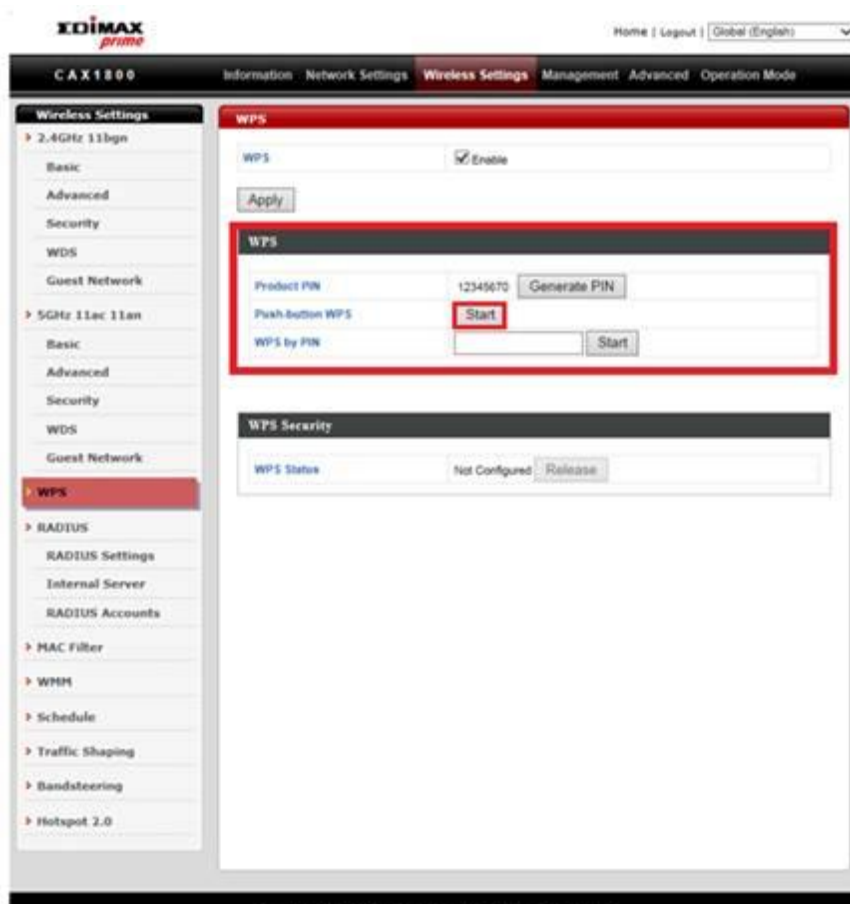 EDIMAX
prime
Home | Logout | Global (English)
CAX1800
Information Network Settings Wireless Settings Management Advanced Operation Mode
Wireless Settings
2.4GHz 11bgn
Basic
Advanced
Security
WDS
Guest Network
5GHz 11ac 11an
Basic
Advanced
Security
WDS
Guest Network
WPS
RADIUS
RADIUS Settings
Internal Server
RADIUS Accounts
MAC Filter
WMM
Schedule
Traffic Shaping
Bandsteering
Hotspot 2.0
WPS
WPS Enable
Apply
WPS
Product PIN 12345670 Generate PIN
Push-button WPS Start
WPS by PIN Start
WPS Security
WPS Status Not Configured Release